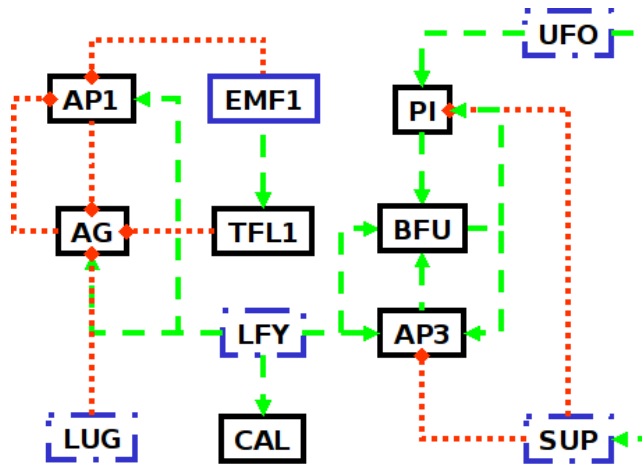 UFO
AP1
EMF1
PI
AG
TFL1
BFU
LFY
AP3
LUG
CAL
SUP